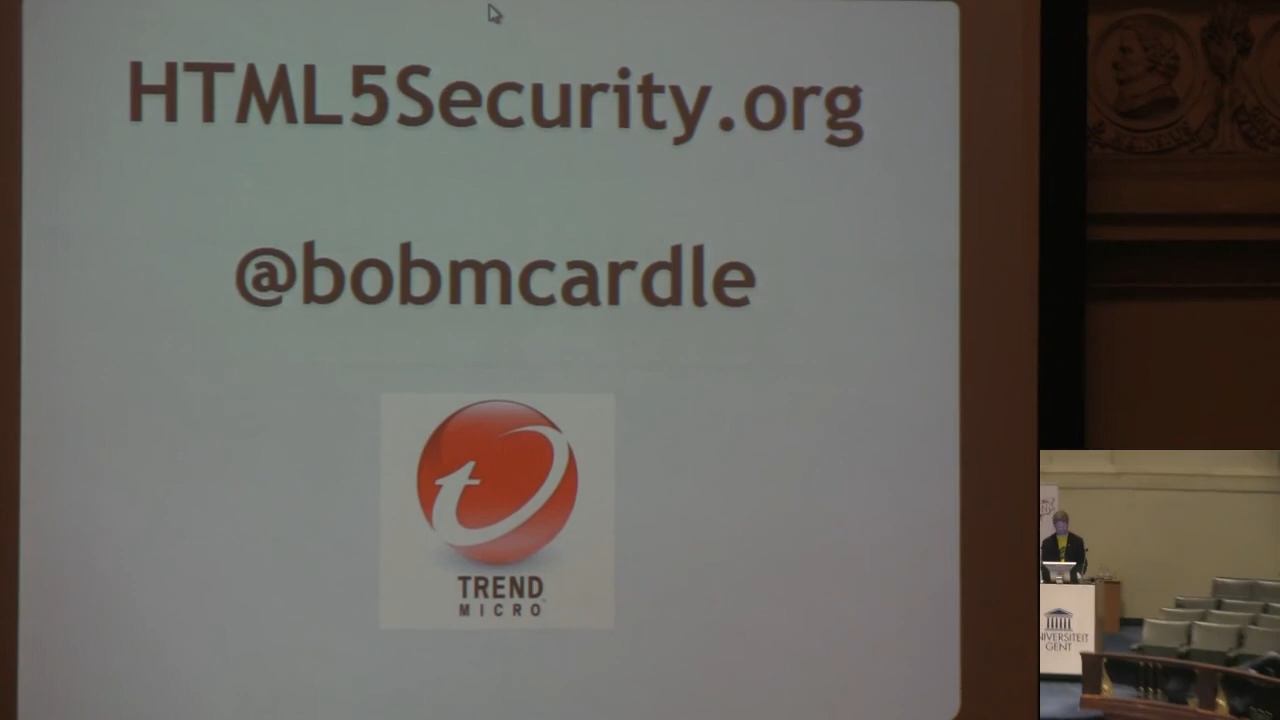 HTML5Security.org
@bobmcardle
TREND
MICRO
UNIVERSITEIT
GENT